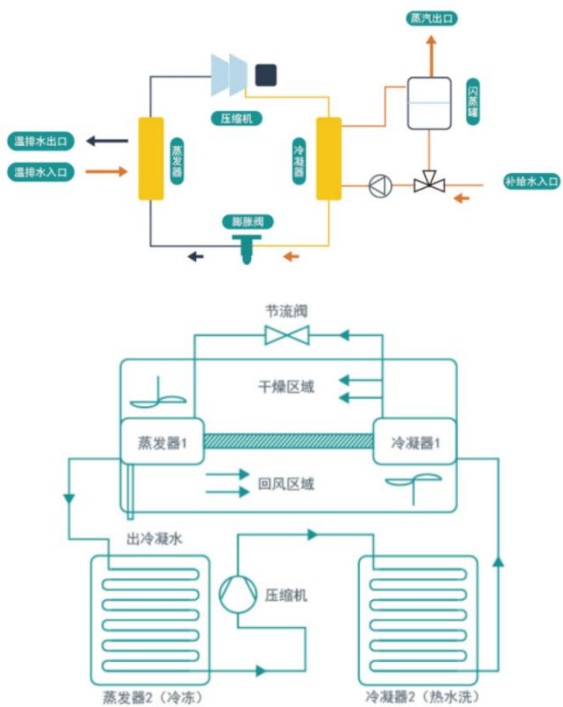 蒸汽出口
闪蒸罐
压缩机
温排水出口
蒸发器
冷凝器
温排水入口
补给水入口
膨胀阀
节流阀
干燥区域
蒸发器1
冷凝器1
回风区域
出冷凝水
压缩机
蒸发器2（冷冻）
冷凝器2（热水洗）